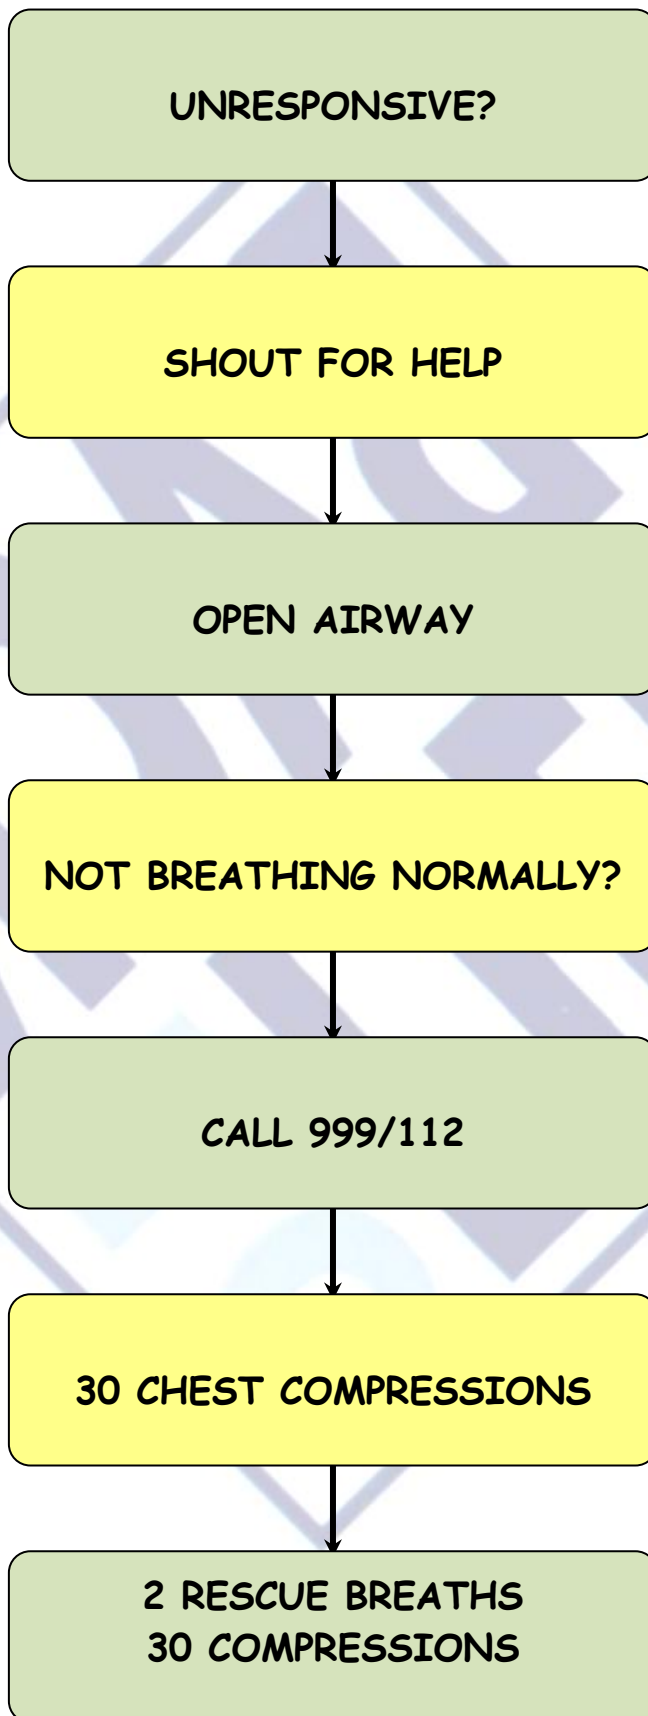 UNRESPONSIVE?
SHOUT FOR HELP
OPEN AIRWAY
NOT BREATHING NORMALLY?
CALL 999/112
30 CHEST COMPRESSIONS
2 RESCUE BREATHS
30 COMPRESSIONS